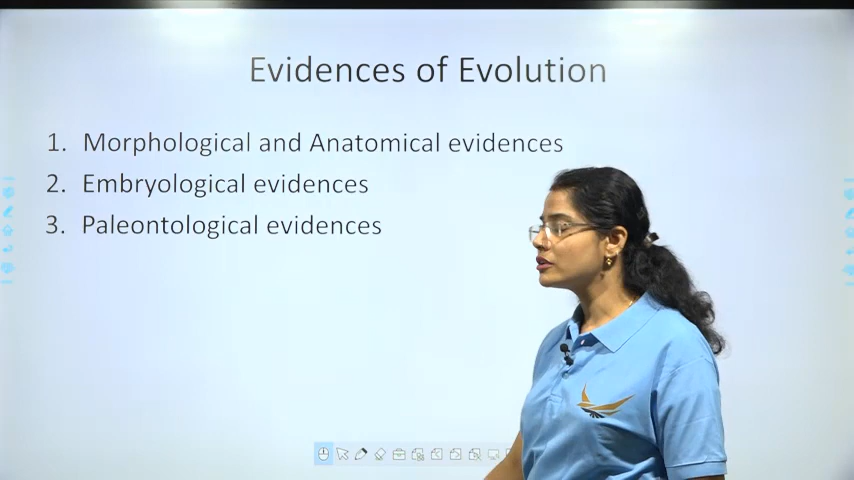 Evidences of Evolution
1. Morphological and Anatomical evidences
2. Embryological evidences
3. Paleontological evidences